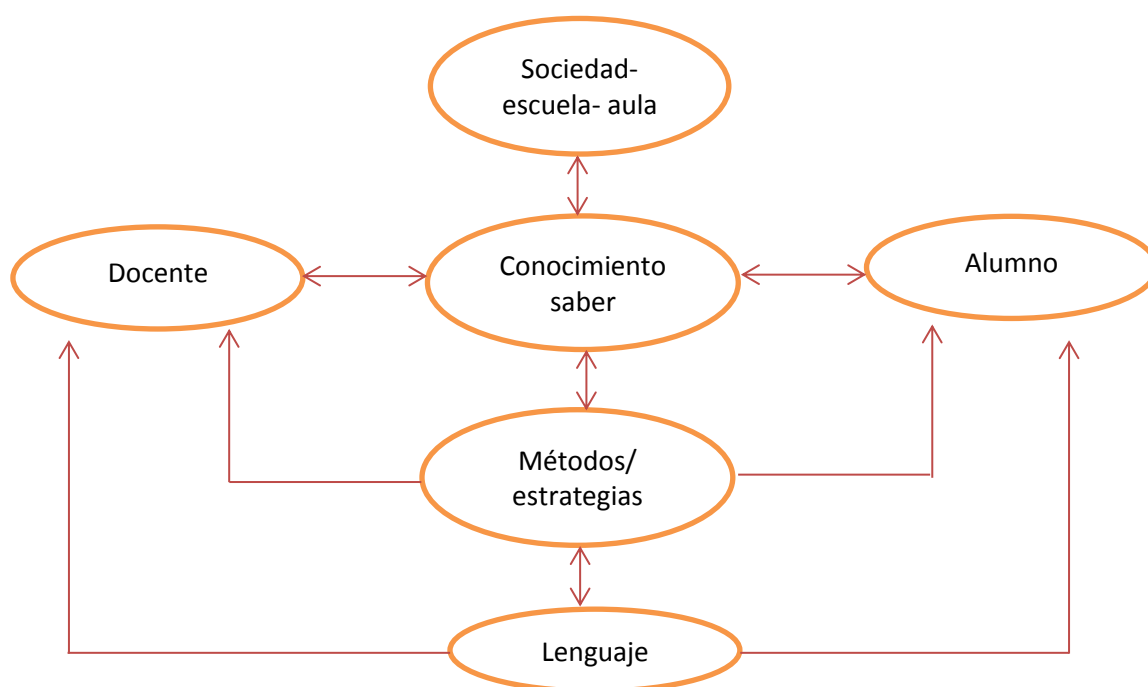 Sociedad-
escuela- aula
Docente
Conocimiento
saber
Alumno
Métodos/
estrategias
Lenguaje